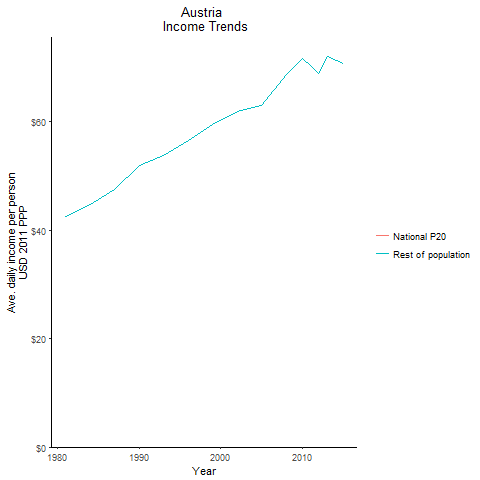 Austria
Income Trends
Ave. daily income per person
USD 2011 PPP
$60
$40
$20
$0
1980 1990 2000 2010
Year
National P20
Rest of population